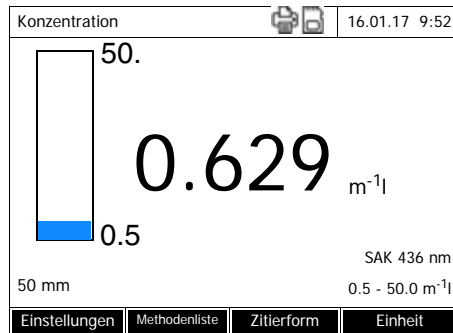 Konzentration 16.01.17 9:52
50.
0.629 m-1l
0.5
SAK 436 nm
50 mm 0.5 - 50.0 m-1l
Einstellungen Methodenliste Zitierform Einheit